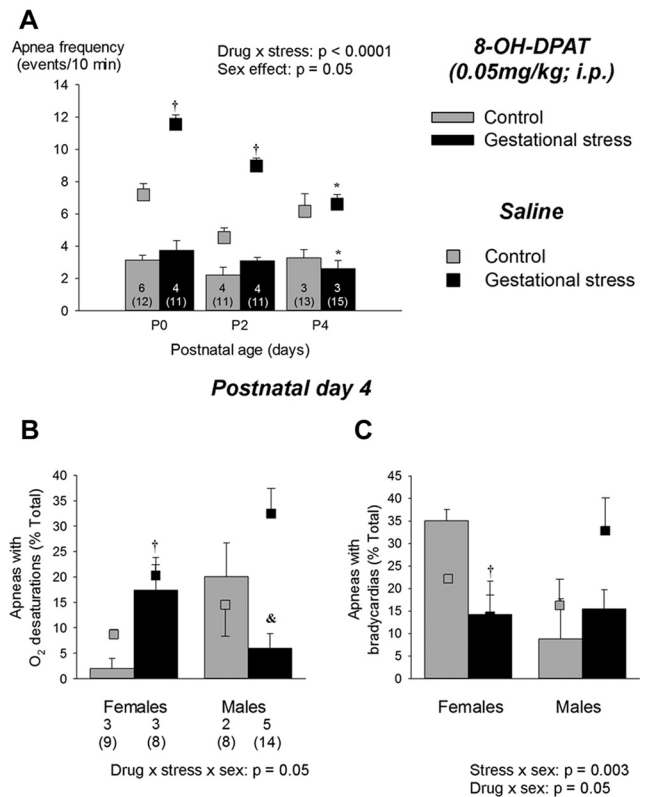 A
Apnea frequency
(events/10 min)
Drug x stress: p < 0.0001
Sex effect: p = 0.05
8-OH-DPAT
(0.05mg/kg; i.p.)
Control
Gestational stress
Saline
Control
Gestational stress
14
12
10
8
6
4
2
0
†
†
*
*
6 4 4 4 3 3
(12) (11) (11) (11) (13) (15)
P0 P2 P4
Postnatal age (days)
Postnatal day 4
B
Apneas with
O2 desaturations (% Total)
40
35
30
25
20
15
10
5
0
†
&
Females Males
3 3 2 5
(9) (8) (8) (14)
Drug x stress x sex: p = 0.05
C
Apneas with
bradycardias (% Total)
45
40
35
30
25
20
15
10
5
0
†
Females Males
Stress x sex: p = 0.003
Drug x sex: p = 0.05